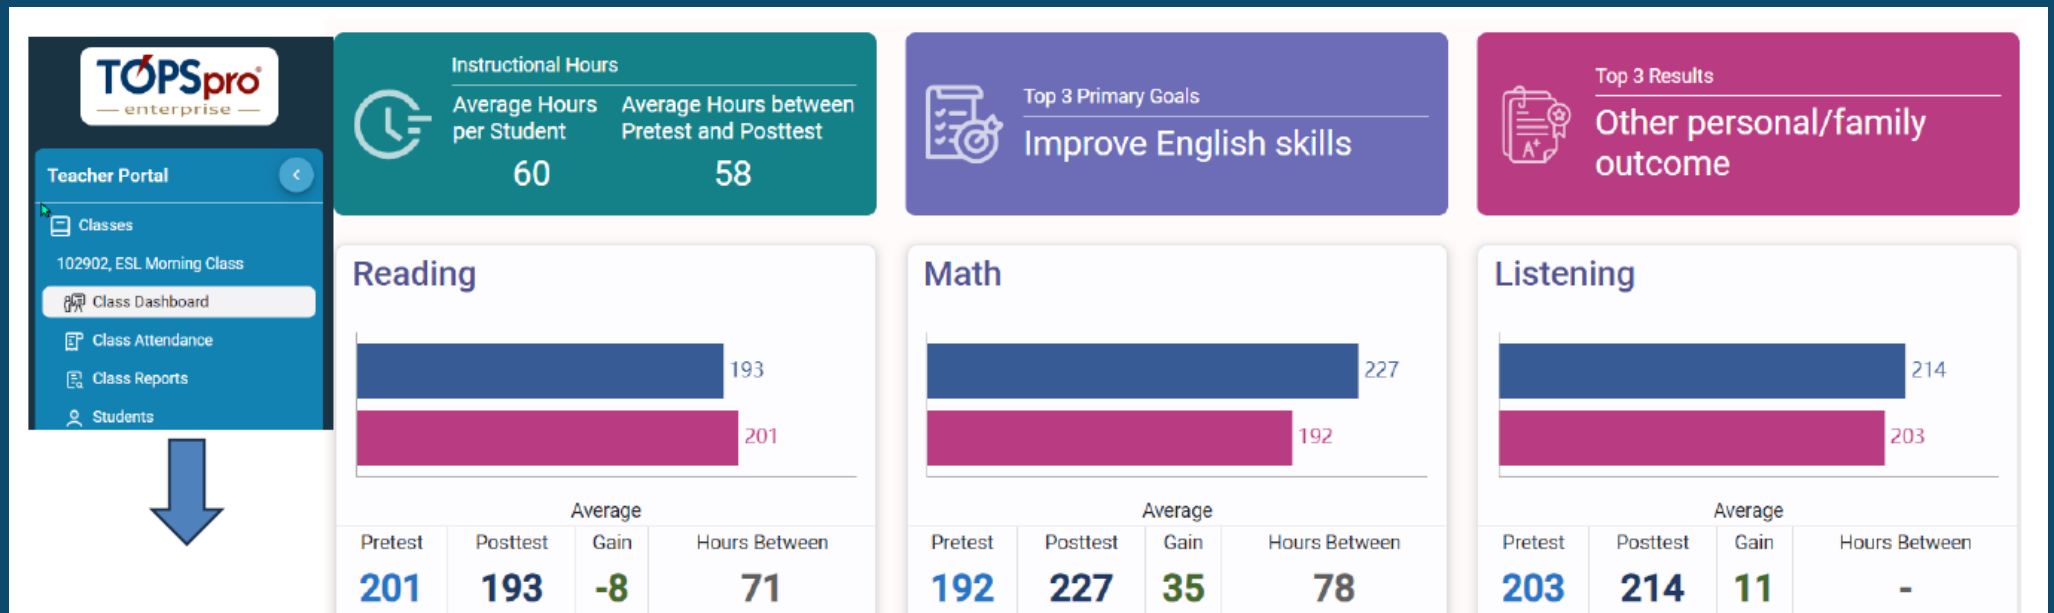 TOPSpro
enterprise
Teacher Portal
Classes
102902, ESL Morning Class
Class Dashboard
Class Attendance
Class Reports
Students
Instructional Hours
Average Hours per Student
60
Average Hours between Pretest and Posttest
58
Top 3 Primary Goals
Improve English skills
A+
Top 3 Results
Other personal/family
outcome
Reading
193
201
Average
Pretest Posttest Gain Hours Between
201 193 -8 71
Math
227
192
Average
Pretest Posttest Gain Hours Between
192 227 35 78
Listening
214
203
Average
Pretest Posttest Gain Hours Between
203 214 11 -